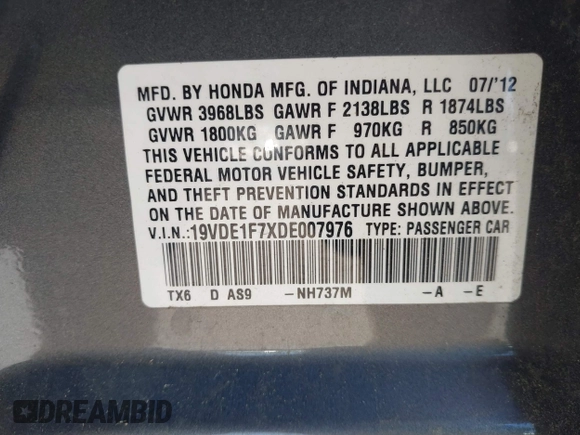 MFD. BY HONDA MFG. OF INDIANA, LLC 07/'12
GVWR 3968LBS GAWR F 2138LBS R 1874LBS
GVWR 1800KG GAWR F 970KG R 850KG
THIS VEHICLE CONFORMS TO ALL APPLICABLE
FEDERAL MOTOR VEHICLE SAFETY, BUMPER,
AND THEFT PREVENTION STANDARDS IN EFFECT
ON THE DATE OF MANUFACTURE SHOWN ABOVE.
V.I.N.:19VDE1F7XDE007976 TYPE: PASSENGER CAR
TX6 D AS9 -NH737M -A -E
DREAMBID